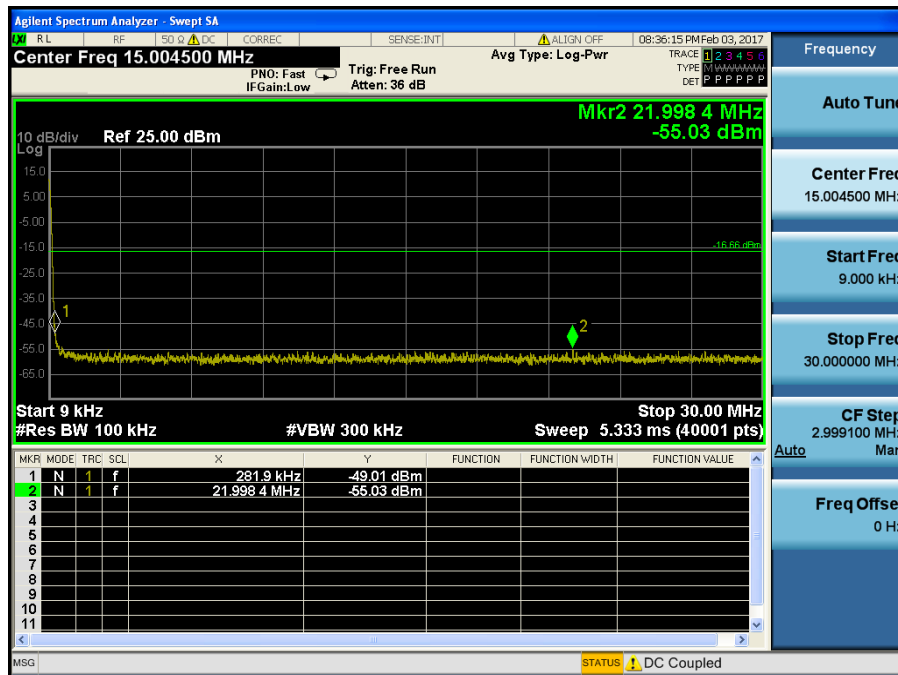 Agilent Spectrum Analyzer - Swept SA
LXI RL RF 50 Ω DC CORREC SENSE:INT ALIGN OFF 08:36:15 PM Feb 03, 2017
Center Freq 15.004500 MHz
PNO: Fast
IFGain:Low
Trig: Free Run
Atten: 36 dB
Avg Type: Log-Pwr
TRACE 1 2 3 4 5 6
TYPE M WWWWW
DET P P P P P P
Mkr2 21.998 4 MHz
-55.03 dBm
10 dB/div Ref 25.00 dBm
Log
15.0
5.00
-5.00
-15.0
-16.66 dBm
-25.0
-35.0
-45.0
1
2
-55.0
-65.0
Start 9 kHz Stop 30.00 MHz
#Res BW 100 kHz #VBW 300 kHz Sweep 5.333 ms (40001 pts)
MKR MODE TRC SCL X Y FUNCTION FUNCTION WIDTH FUNCTION VALUE
1 N 1 f 281.9 kHz -49.01 dBm
2 N 1 f 21.998 4 MHz -55.03 dBm
3
4
5
6
7
8
9
10
11
MSG STATUS DC Coupled
Frequency
Auto Tune
Center Freq
15.004500 MHz
Start Freq
9.000 kHz
Stop Freq
30.000000 MHz
CF Step
2.999100 MHz
Auto Man
Freq Offset
0 Hz